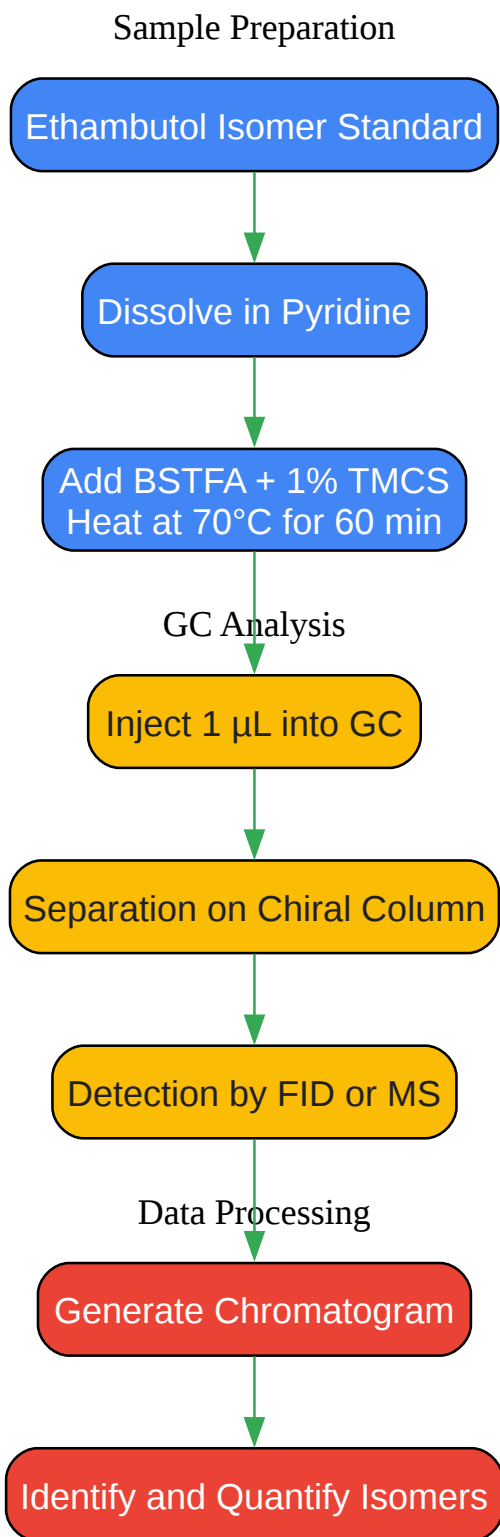 Sample Preparation
Ethambutol Isomer Standard
Dissolve in Pyridine
Add BSTFA + 1% TMCS
Heat at 70°C for 60 min
GC Analysis
Inject 1 µL into GC
Separation on Chiral Column
Detection by FID or MS
Data Processing
Generate Chromatogram
Identify and Quantify Isomers